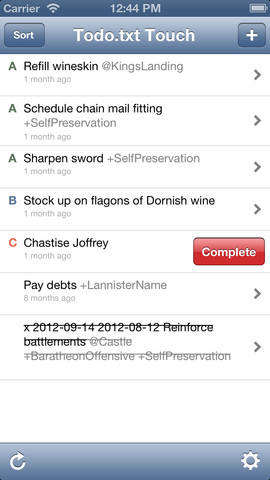 Carrier 12:44 PM
Sort Todo.txt Touch +
A Refill wineskin @KingsLanding
1 month ago
A Schedule chain mail fitting
+SelfPreservation
1 month ago
A Sharpen sword +SelfPreservation
1 month ago
B Stock up on flagons of Dornish wine
1 month ago
C Chastise Joffrey Complete
1 month ago
Pay debts +LannisterName
8 months ago
x 2012-09-14 2012-08-12 Reinforce
battlements @Castle
+BaratheonOffensive +SelfPreservation